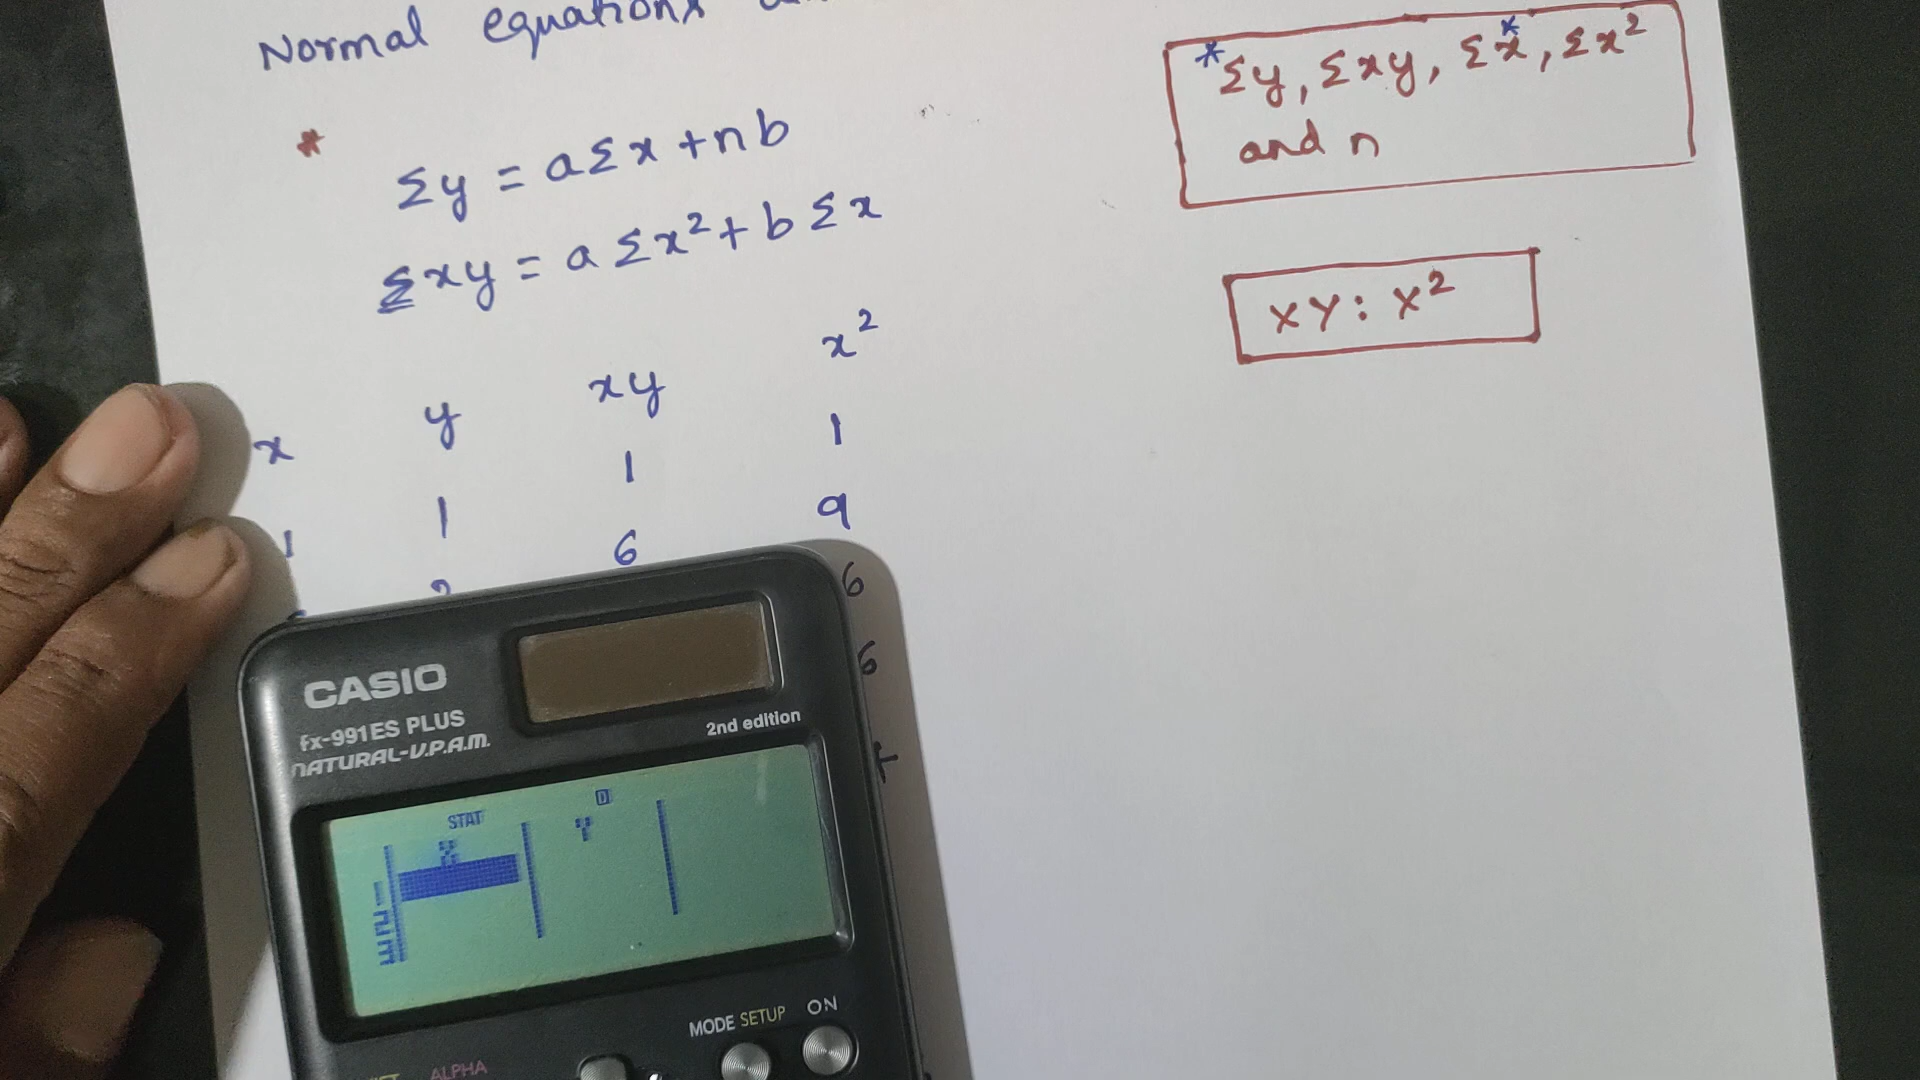 Normal equations
*
Σy = aΣx + nb
Σxy = aΣx² + bΣx
x y xy x²
1 1 1 1
6 9
6
6
*Σy, Σxy, Σx*, Σx²
and n
XY: X²
CASIO
fx-991ES PLUS
NATURAL-V.P.A.M.
2nd edition
STAT D
X Y
1
2
3
MODE SETUP ON
ALPHA